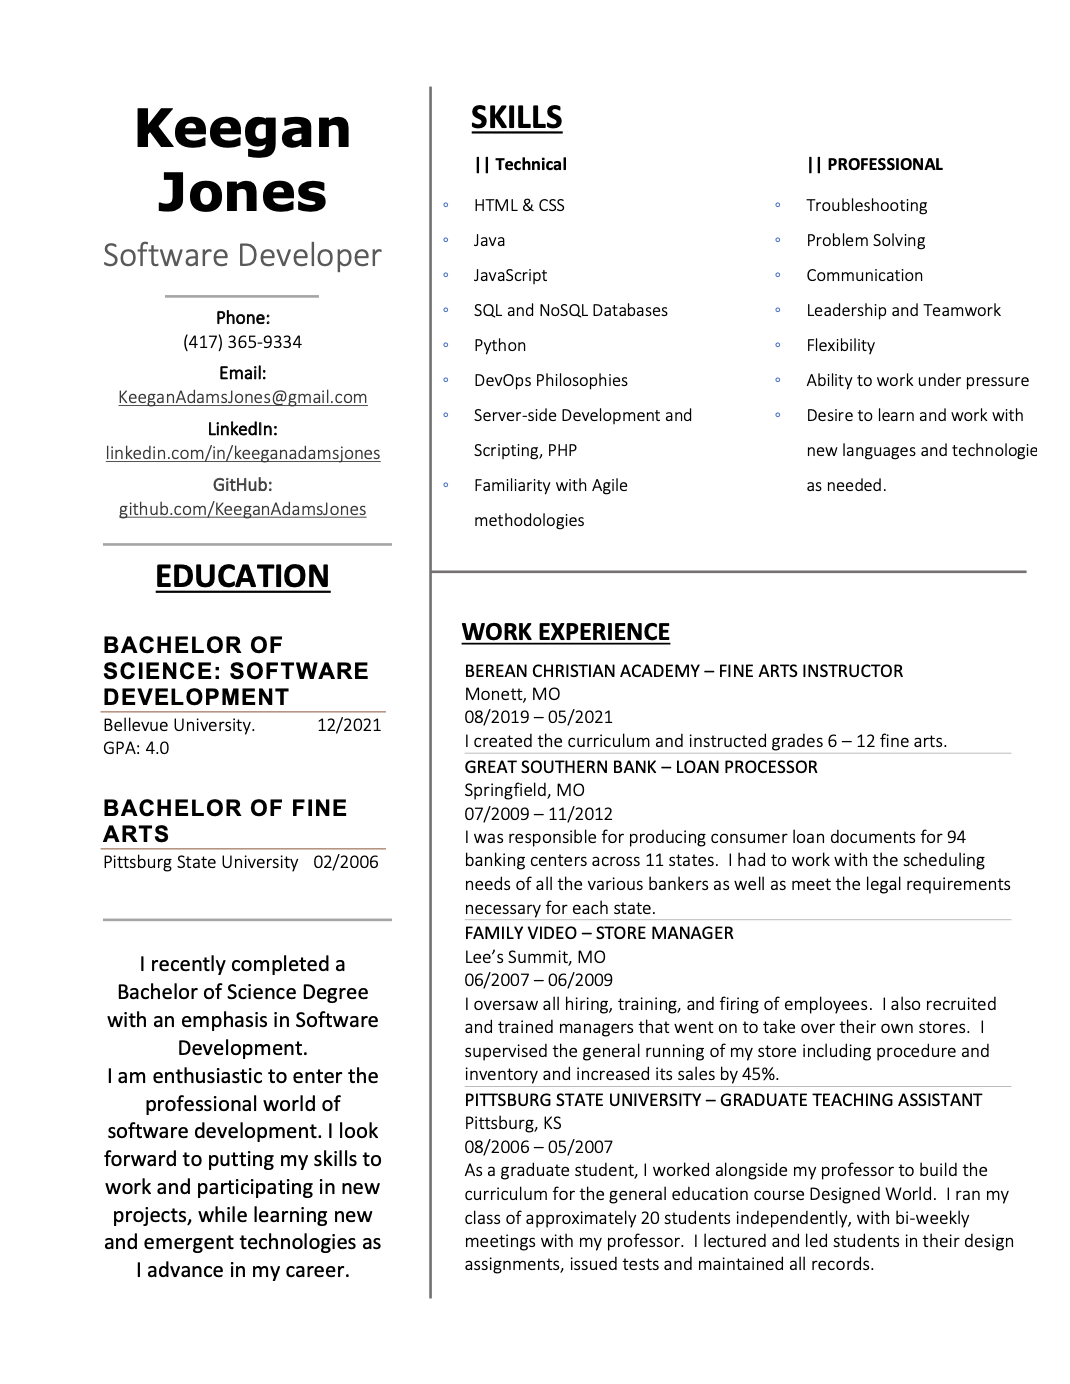 Keegan
Jones
Software Developer
Phone:
(417) 365-9334
Email:
KeeganAdamsJones@gmail.com
LinkedIn:
linkedin.com/in/keeganadamsjones
GitHub:
github.com/KeeganAdamsJones
EDUCATION
BACHELOR OF
SCIENCE: SOFTWARE
DEVELOPMENT
Bellevue University. 12/2021
GPA: 4.0
BACHELOR OF FINE
ARTS
Pittsburg State University 02/2006
I recently completed a
Bachelor of Science Degree
with an emphasis in Software
Development.
I am enthusiastic to enter the
professional world of
software development. I look
forward to putting my skills to
work and participating in new
projects, while learning new
and emergent technologies as
I advance in my career.
SKILLS
|| Technical
HTML & CSS
Java
JavaScript
SQL and NoSQL Databases
Python
DevOps Philosophies
Server-side Development and
Scripting, PHP
Familiarity with Agile
methodologies
|| PROFESSIONAL
Troubleshooting
Problem Solving
Communication
Leadership and Teamwork
Flexibility
Ability to work under pressure
Desire to learn and work with
new languages and technologie
as needed.
WORK EXPERIENCE
BEREAN CHRISTIAN ACADEMY – FINE ARTS INSTRUCTOR
Monett, MO
08/2019 – 05/2021
I created the curriculum and instructed grades 6 – 12 fine arts.
GREAT SOUTHERN BANK – LOAN PROCESSOR
Springfield, MO
07/2009 – 11/2012
I was responsible for producing consumer loan documents for 94
banking centers across 11 states.  I had to work with the scheduling
needs of all the various bankers as well as meet the legal requirements
necessary for each state.
FAMILY VIDEO – STORE MANAGER
Lee’s Summit, MO
06/2007 – 06/2009
I oversaw all hiring, training, and firing of employees.  I also recruited
and trained managers that went on to take over their own stores.  I
supervised the general running of my store including procedure and
inventory and increased its sales by 45%.
PITTSBURG STATE UNIVERSITY – GRADUATE TEACHING ASSISTANT
Pittsburg, KS
08/2006 – 05/2007
As a graduate student, I worked alongside my professor to build the
curriculum for the general education course Designed World.  I ran my
class of approximately 20 students independently, with bi-weekly
meetings with my professor.  I lectured and led students in their design
assignments, issued tests and maintained all records.